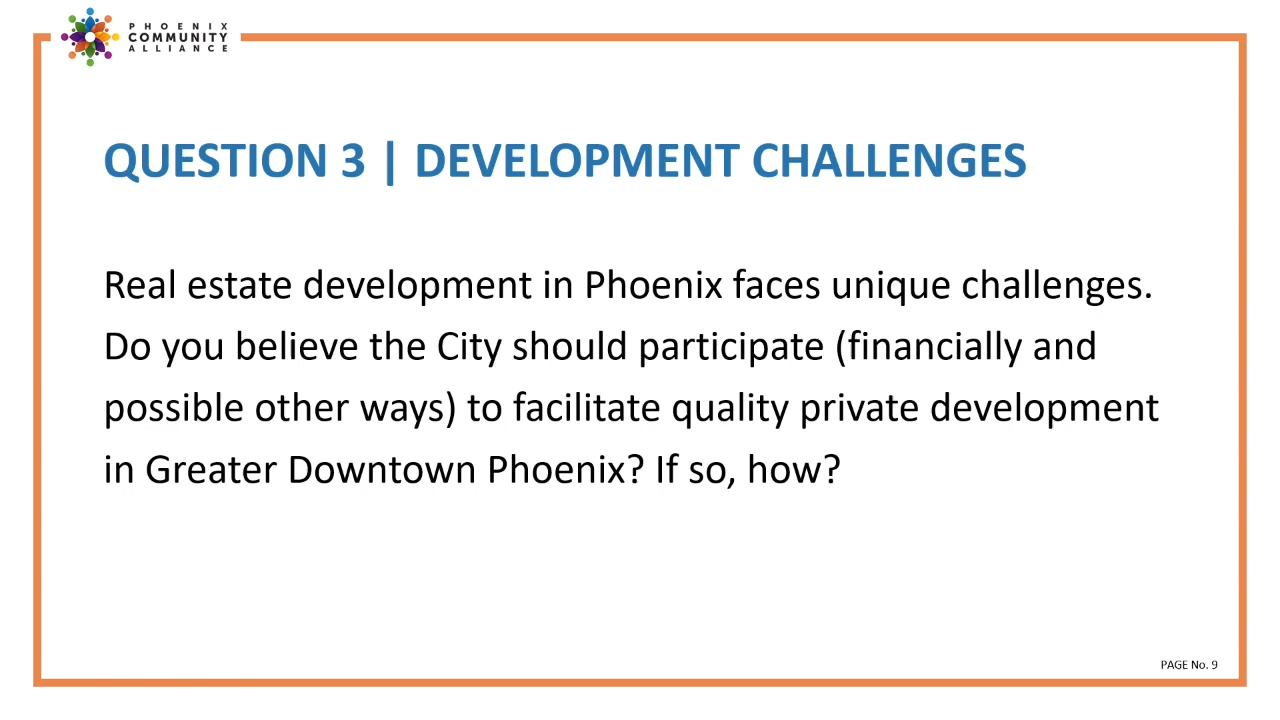 PHOENIX
COMMUNITY
ALLIANCE
QUESTION 3 | DEVELOPMENT CHALLENGES
Real estate development in Phoenix faces unique challenges.
Do you believe the City should participate (financially and
possible other ways) to facilitate quality private development
in Greater Downtown Phoenix? If so, how?
PAGE No. 9